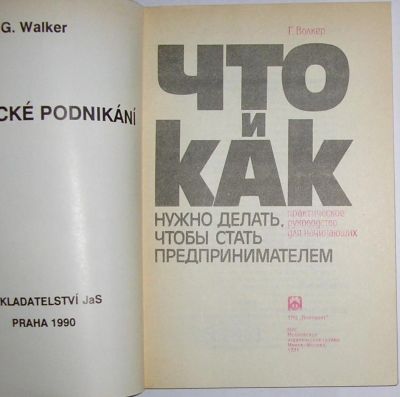 G. Walker
CKÉ PODNIKÁNÍ
KLADATELSTVÍ JaS
PRAHA 1990
Г. Волкер
ЧТО
И
КАК
НУЖНО ДЕЛАТЬ,
ЧТОБЫ СТАТЬ
ПРЕДПРИНИМАТЕЛЕМ
практическое
руководство
для начинающих